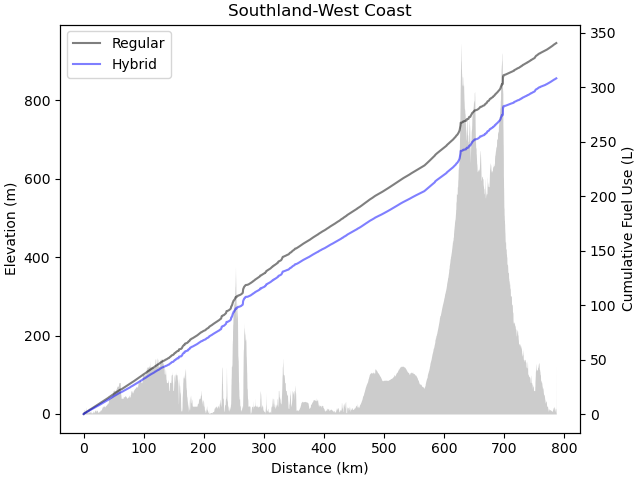 Southland-West Coast
Regular
Hybrid
Elevation (m)
0
200
400
600
800
Cumulative Fuel Use (L)
0
50
100
150
200
250
300
350
0 100 200 300 400 500 600 700 800
Distance (km)